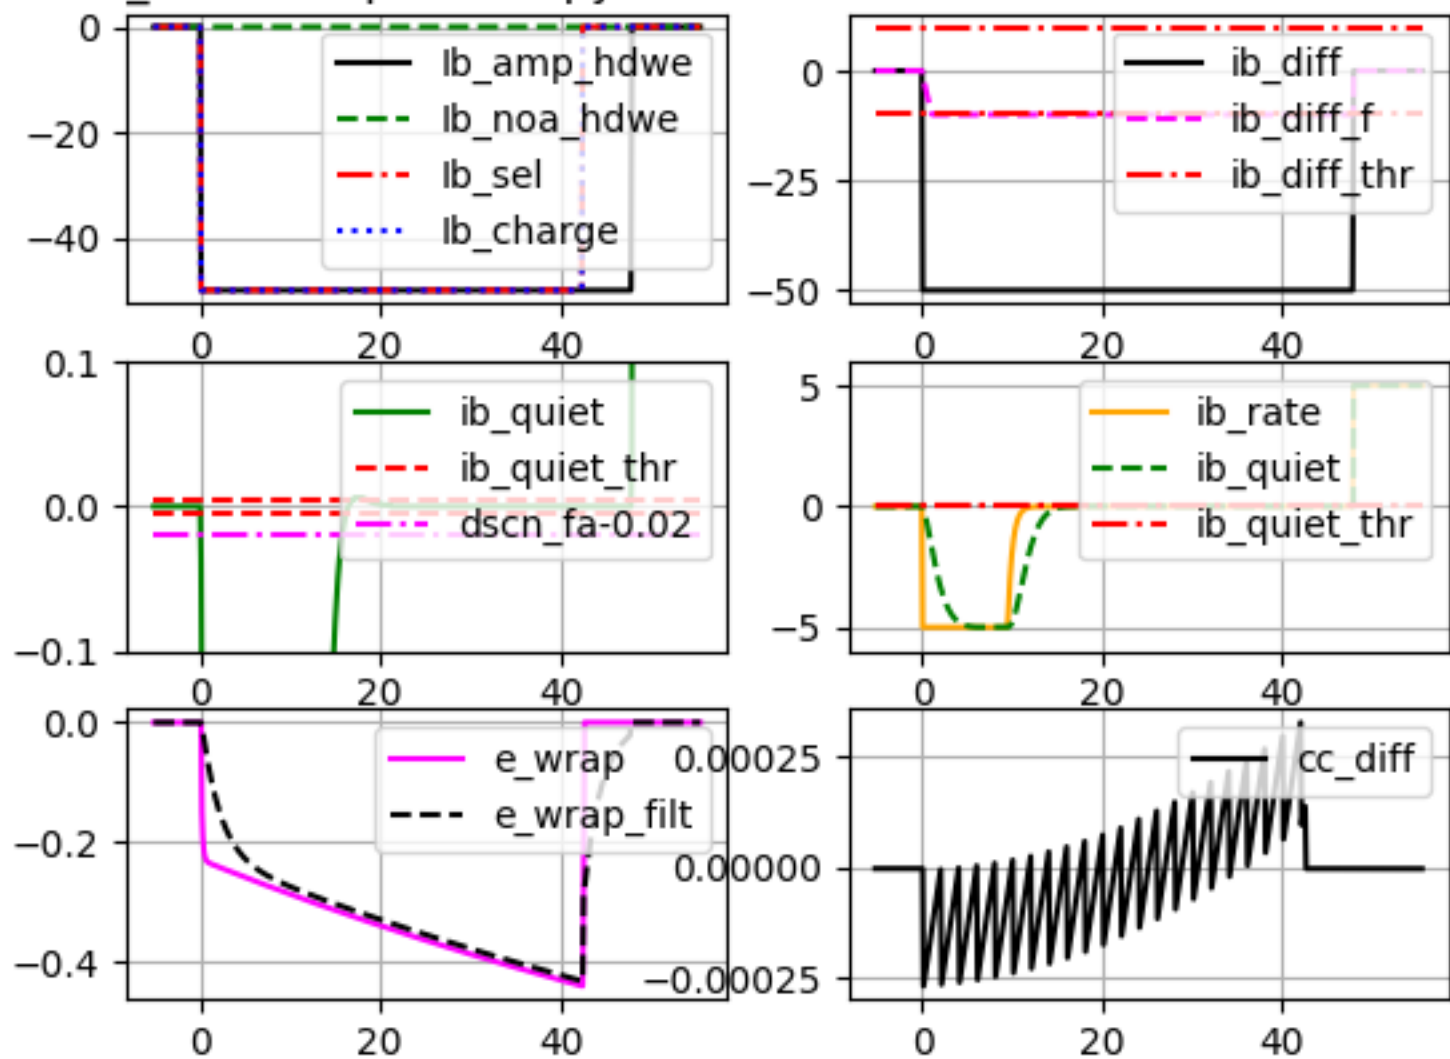 0
−20
−40
Ib_amp_hdwe
Ib_noa_hdwe
Ib_sel
Ib_charge
0 20 40
0
−25
−50
ib_diff
ib_diff_f
ib_diff_thr
0 20 40
0.1
0.0
−0.1
ib_quiet
ib_quiet_thr
dscn_fa-0.02
0 20 40
5
0
−5
ib_rate
ib_quiet
ib_quiet_thr
0 20 40
0.0
−0.2
−0.4
e_wrap
e_wrap_filt
0 20 40
0.00025
0.00000
−0.00025
cc_diff
0 20 40